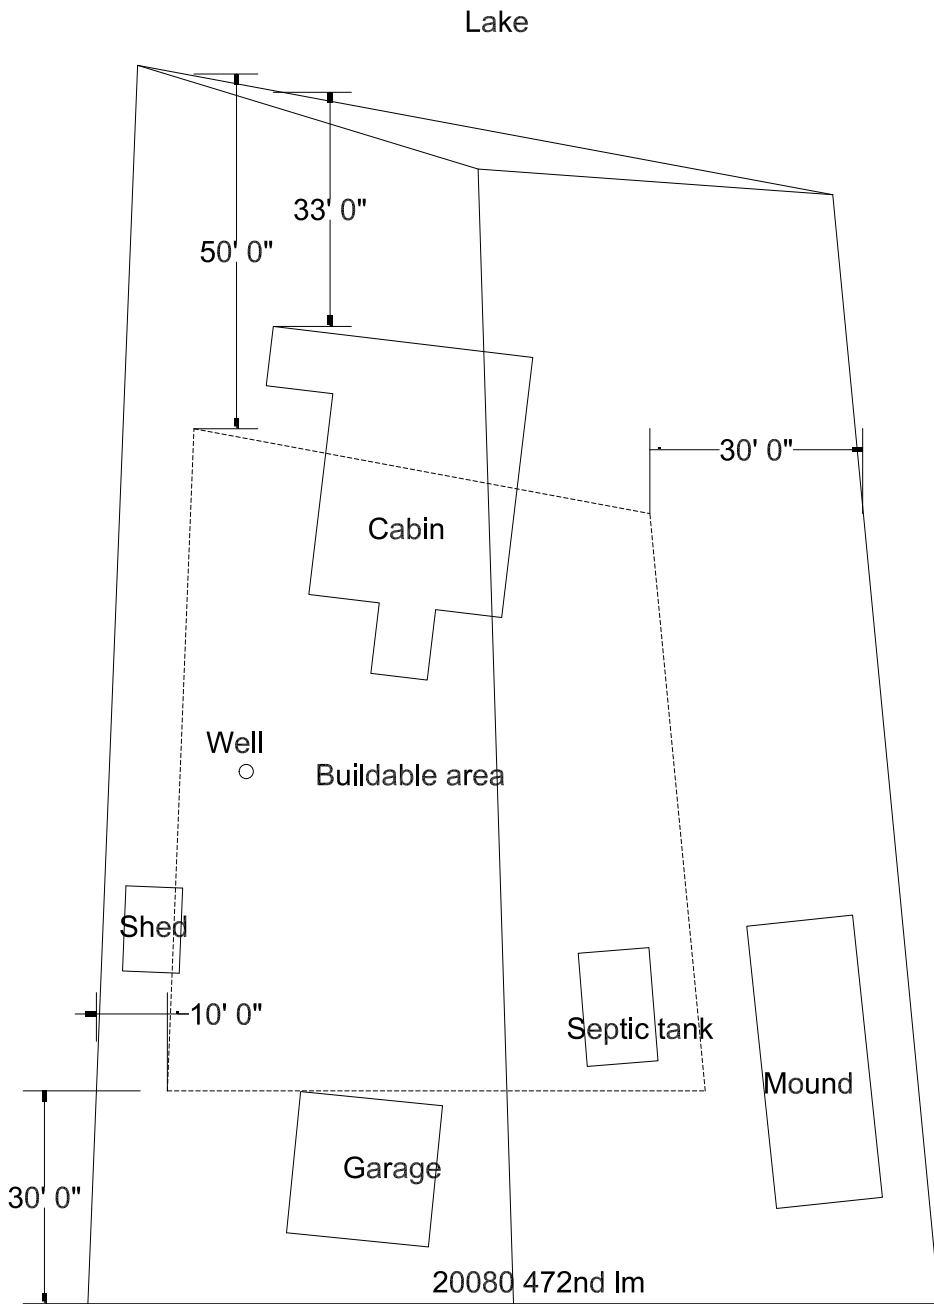 Lake
33' 0"
50' 0"
30' 0"
Cabin
Well
Buildable area
Shed
10' 0"
Septic tank
Mound
Garage
30' 0"
20080 472nd lm